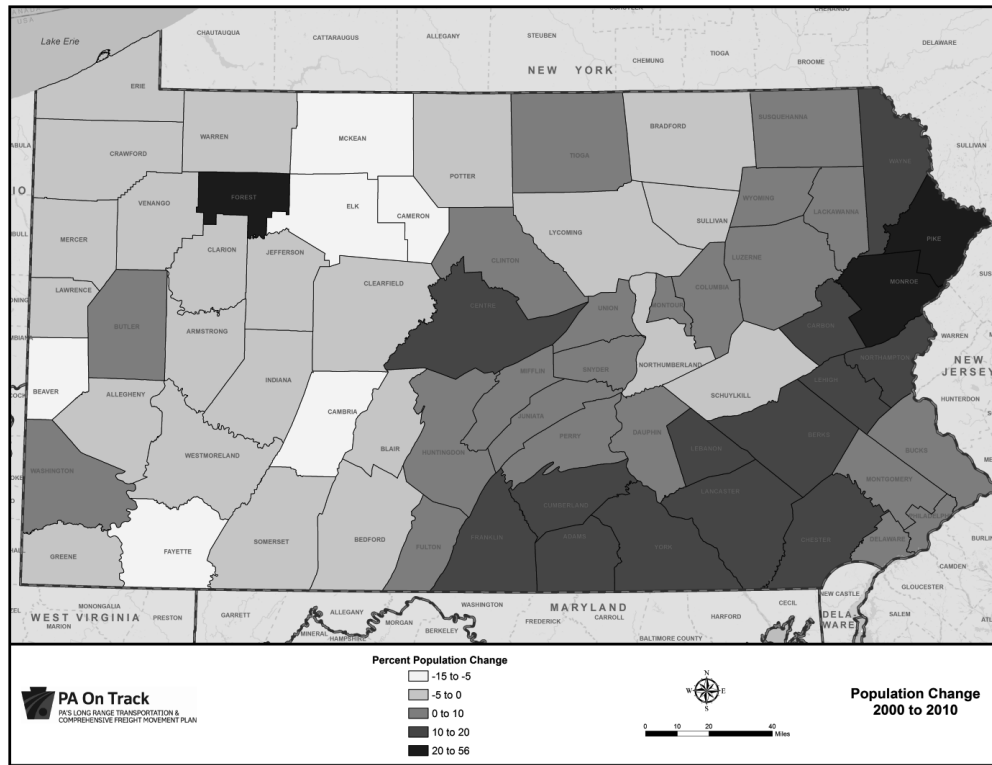 CHAUTAUQUA
CATTARAUGUS
ALLEGANY
STEUBEN
CHEMUNG
TIOGA
BROOME
CHENANGO
DELAWARE
Lake Erie
NEW YORK
ERIE
CRAWFORD
WARREN
MCKEAN
POTTER
TIOGA
BRADFORD
SUSQUEHANNA
WAYNE
SULLIVAN
FOREST
VENANGO
ELK
CAMERON
MERCER
CLARION
JEFFERSON
CLINTON
LYCOMING
SULLIVAN
WYOMING
LACKAWANNA
PIKE
LAWRENCE
BUTLER
ARMSTRONG
CLEARFIELD
CENTRE
UNION
MONTOUR
COLUMBIA
LUZERNE
MONROE
CARBON
WARREN
NEW
JERSEY
HUNTERDON
BEAVER
ALLEGHENY
INDIANA
CAMBRIA
BLAIR
MIFFLIN
SNYDER
NORTHUMBERLAND
SCHUYLKILL
NORTHAMPTON
LEHIGH
WASHINGTON
WESTMORELAND
HUNTINGDON
JUNIATA
PERRY
DAUPHIN
LEBANON
BERKS
BUCKS
MONTGOMERY
PHILADELPHIA
GREENE
FAYETTE
SOMERSET
BEDFORD
FULTON
FRANKLIN
CUMBERLAND
ADAMS
YORK
LANCASTER
CHESTER
DELAWARE
CAMDEN
GLOUCESTER
SALEM
NEW CASTLE
DELA-
WARE
WEST VIRGINIA
MONONGALIA
MARION
PRESTON
GARRETT
ALLEGANY
MINERAL
HAMPSHIRE
MORGAN
BERKELEY
WASHINGTON
MARYLAND
FREDERICK
CARROLL
BALTIMORE COUNTY
HARFORD
CECIL
PA On Track
PA'S LONG RANGE TRANSPORTATION &
COMPREHENSIVE FREIGHT MOVEMENT PLAN
Percent Population Change
-15 to -5
-5 to 0
0 to 10
10 to 20
20 to 56
N
W E
S
0 10 20 40
Miles
Population Change
2000 to 2010